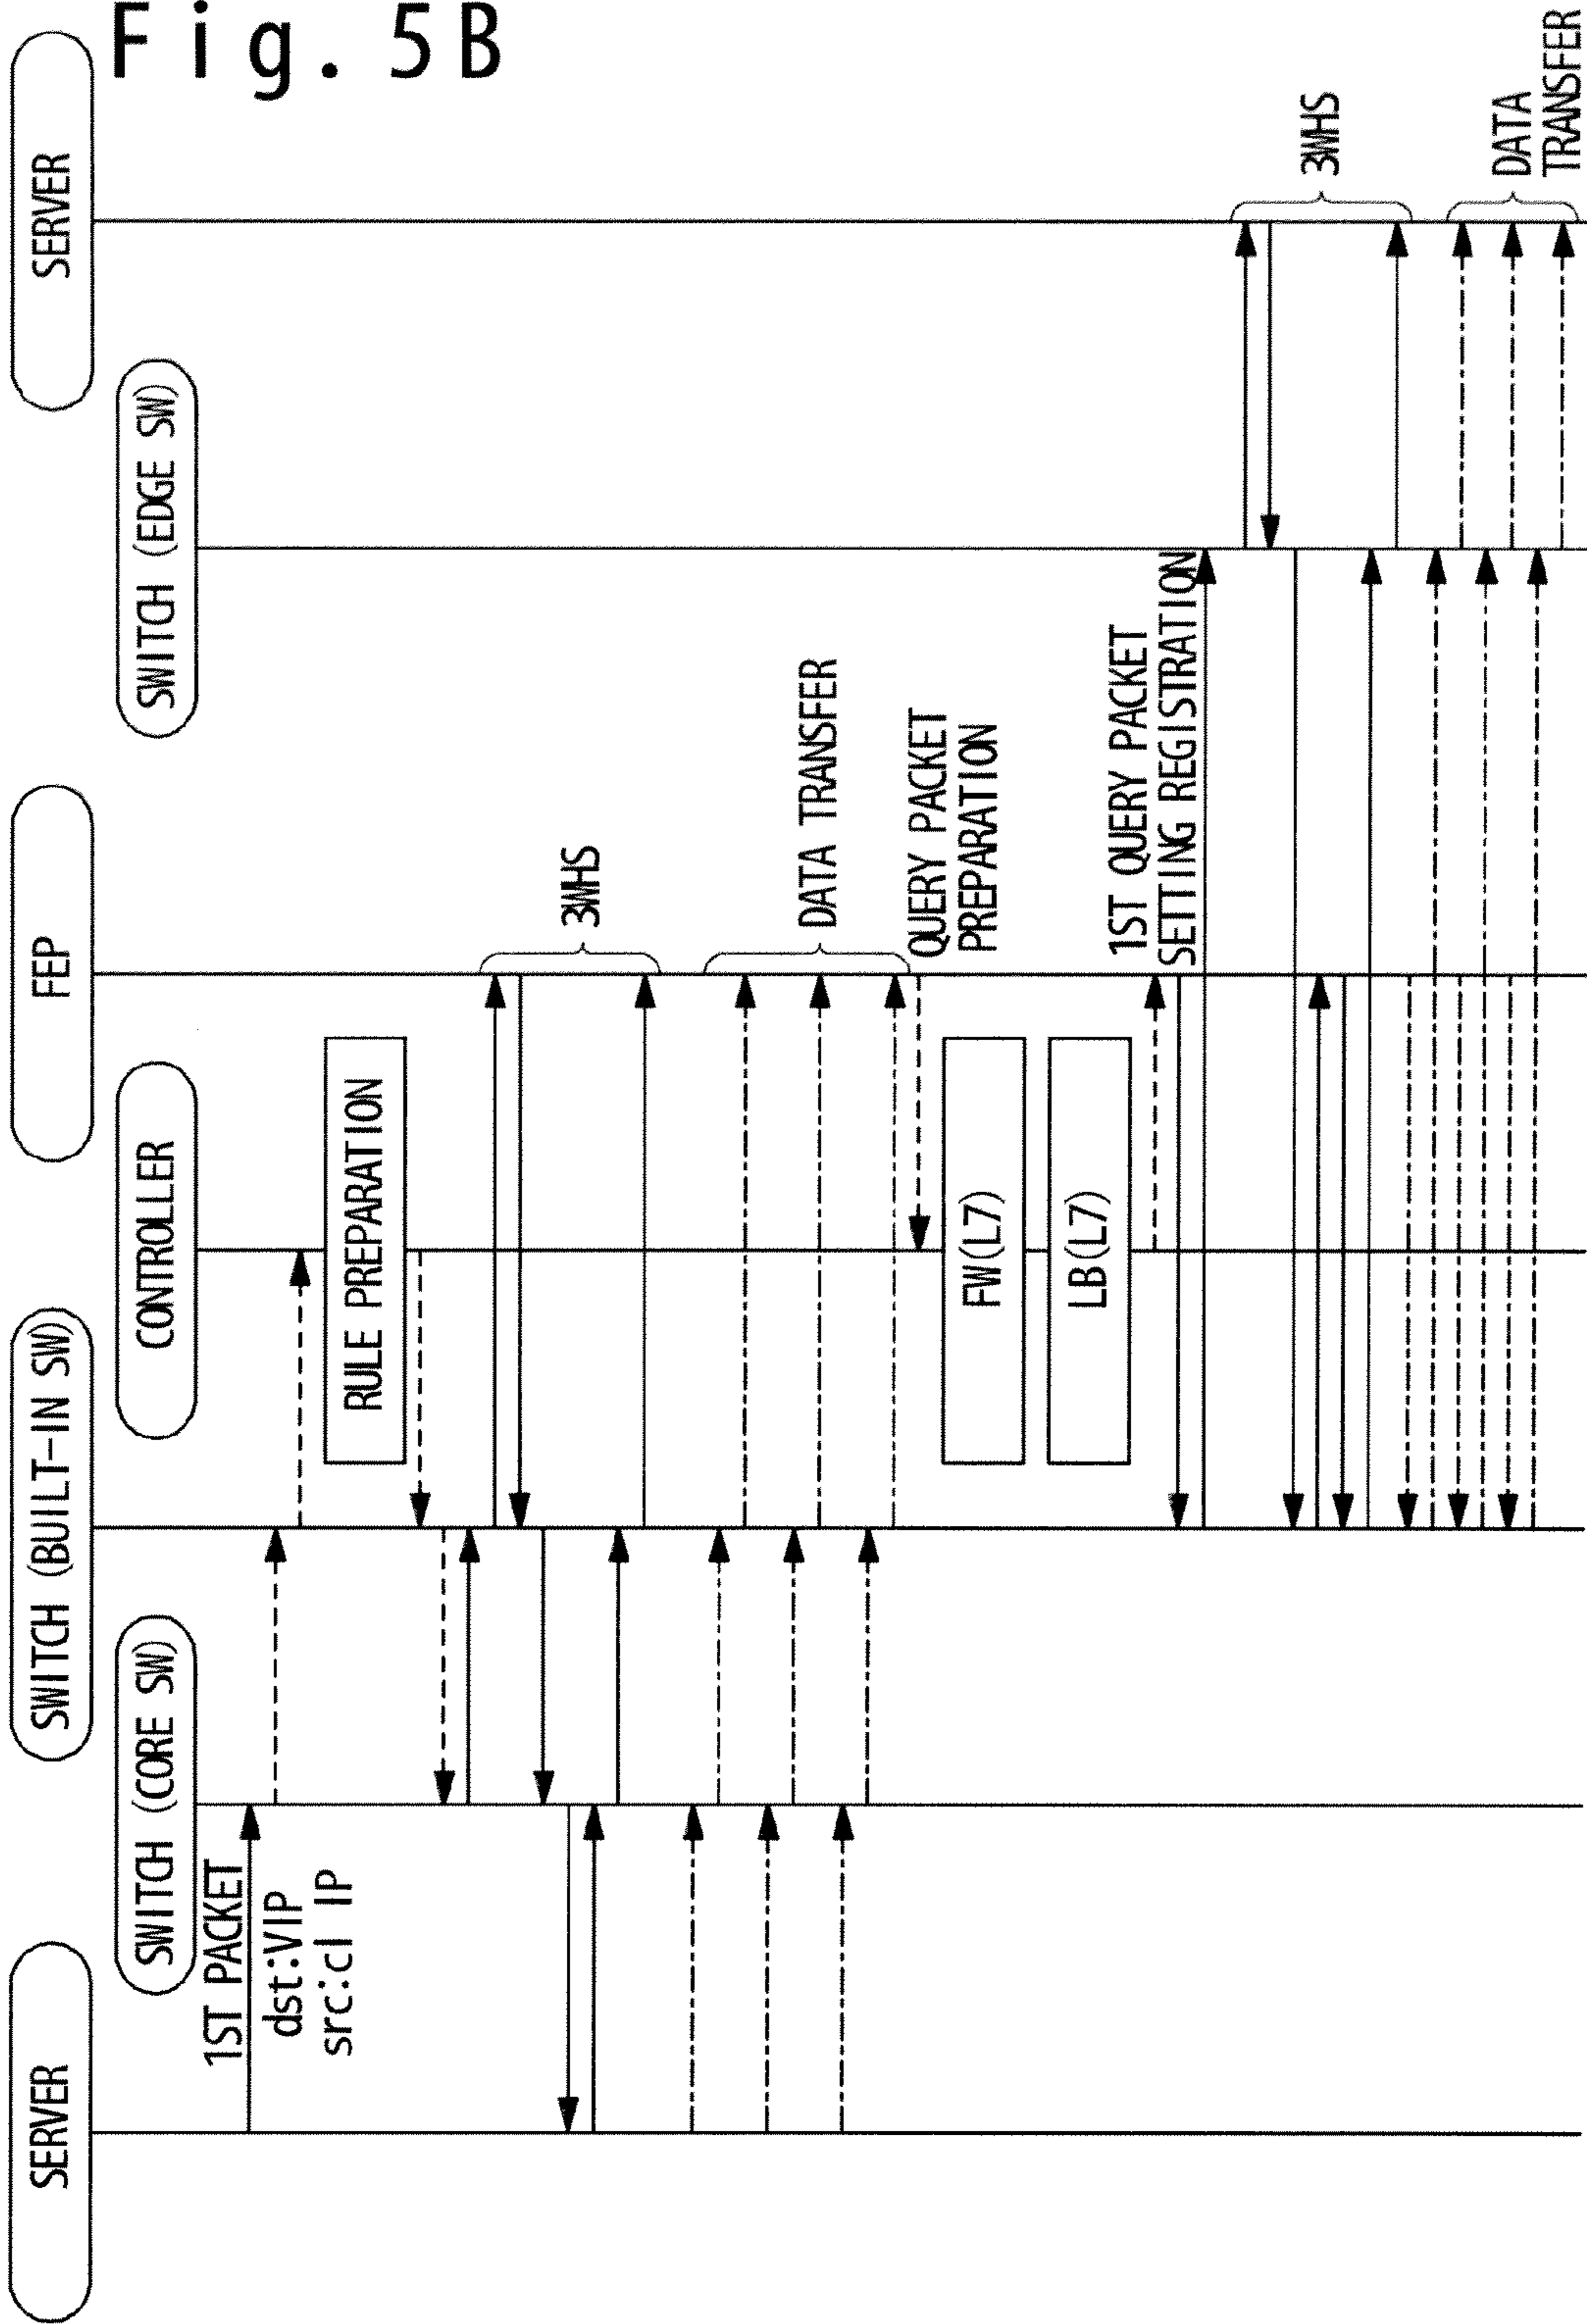 Fig. 5B
SERVER
SWITCH (CORE SW)
SWITCH (BUILT-IN SW)
CONTROLLER
FEP
SWITCH (EDGE SW)
SERVER
1ST PACKET
dst:VIP
src:cl IP
RULE PREPARATION
3WHS
DATA TRANSFER
QUERY PACKET
PREPARATION
FW(L7)
LB(L7)
1ST QUERY PACKET
SETTING REGISTRATION
3WHS
DATA
TRANSFER